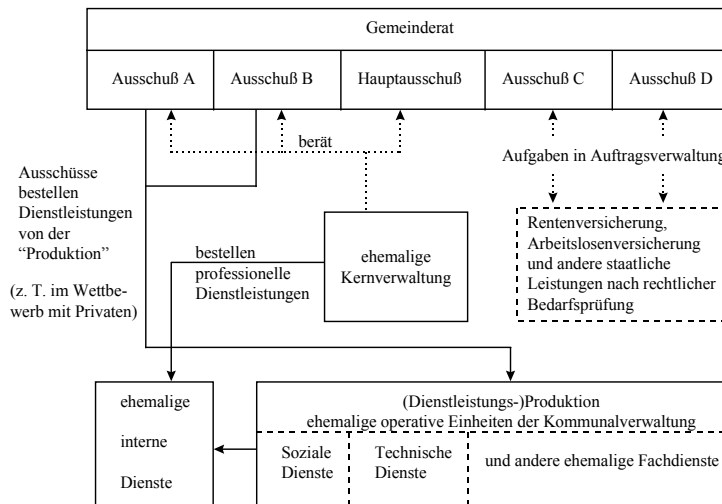 Gemeinderat
Ausschuß A
Ausschuß B
Hauptausschuß
Ausschuß C
Ausschuß D
berät
Aufgaben in Auftragsverwaltung
Ausschüsse
bestellen
Dienstleistungen
von der
“Produktion”
(z. T. im Wettbe-
werb mit Privaten)
bestellen
professionelle
Dienstleistungen
ehemalige
Kernverwaltung
Rentenversicherung,
Arbeitslosenversicherung
und andere staatliche
Leistungen nach rechtlicher
Bedarfsprüfung
ehemalige
interne
Dienste
(Dienstleistungs-)Produktion
ehemalige operative Einheiten der Kommunalverwaltung
Soziale
Dienste
Technische
Dienste
und andere ehemalige Fachdienste